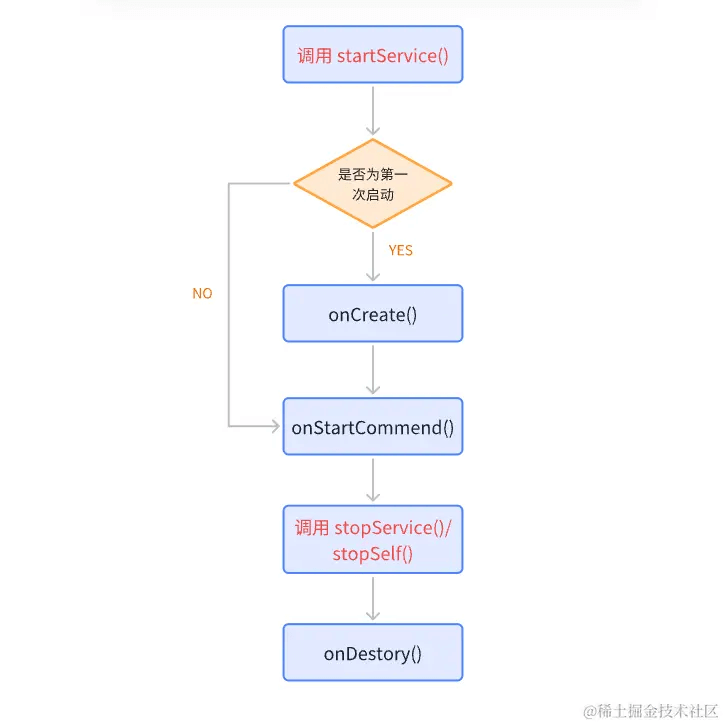 调用 startService()
是否为第一
次启动
YES
NO
onCreate()
onStartCommend()
调用 stopService()/
stopSelf()
onDestory()
@稀土掘金技术社区